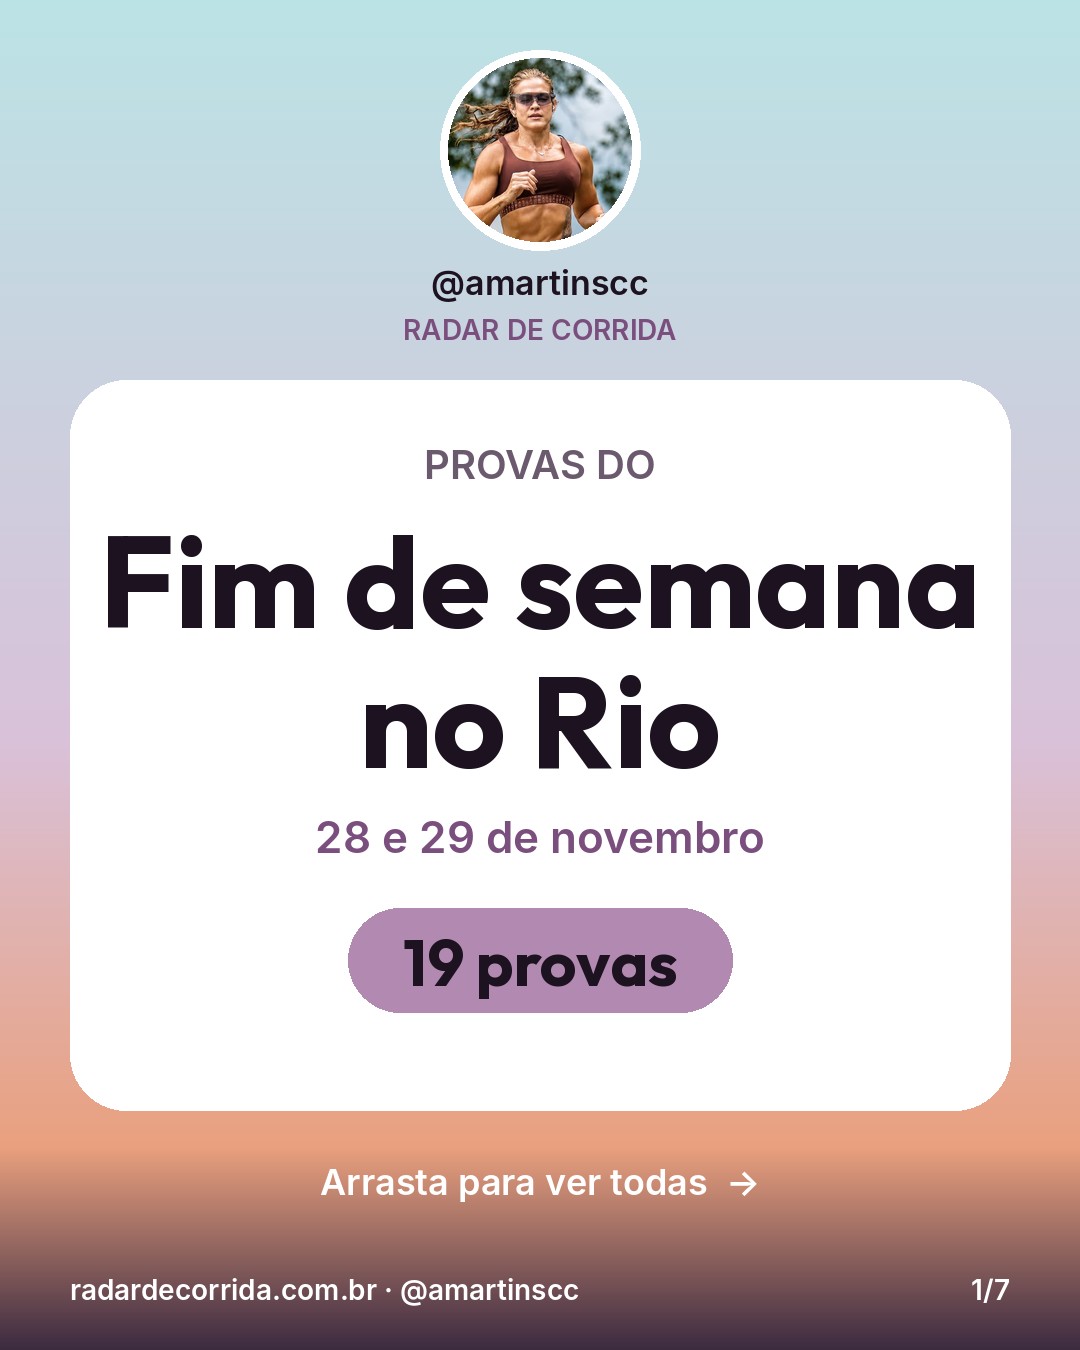 @amartinscc
RADAR DE CORRIDA
PROVAS DO
Fim de semana
no Rio
28 e 29 de novembro
19 provas
Arrasta para ver todas →
radardecorrida.com.br · @amartinscc
1/7